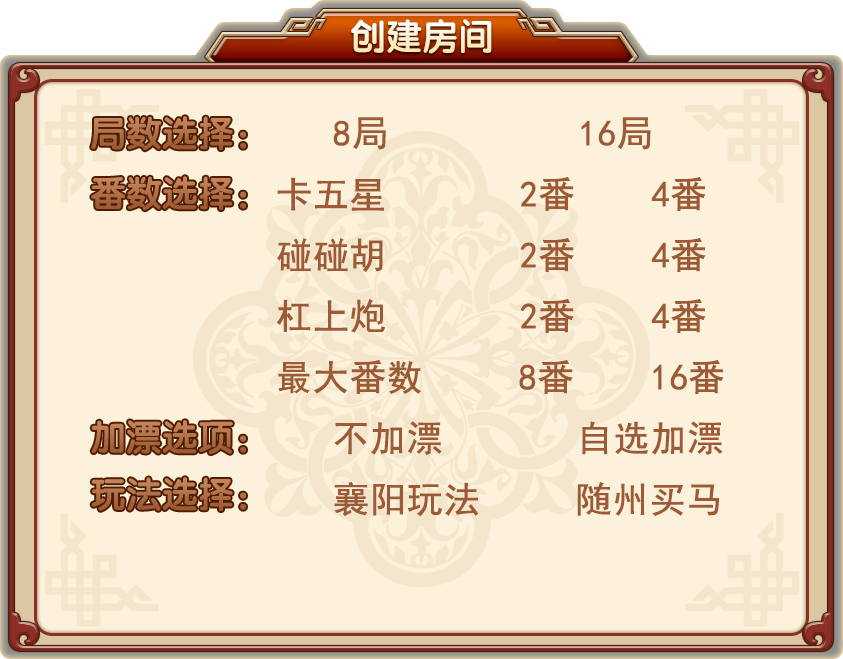 创建房间
局数选择： 8局 16局
番数选择： 卡五星 2番 4番
碰碰胡 2番 4番
杠上炮 2番 4番
最大番数 8番 16番
加漂选项： 不加漂 自选加漂
玩法选择： 襄阳玩法 随州买马